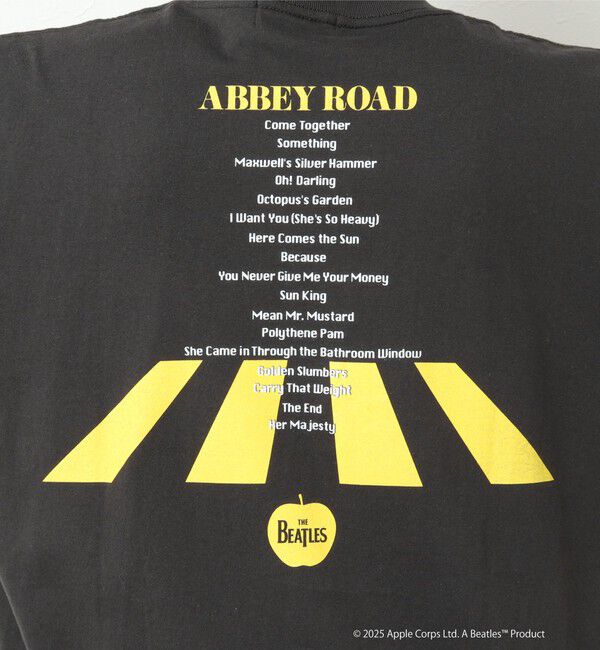 ABBEY ROAD
Come Together
Something
Maxwell's Silver Hammer
Oh! Darling
Octopus's Garden
I Want You (She's So Heavy)
Here Comes the Sun
Because
You Never Give Me Your Money
Sun King
Mean Mr. Mustard
Polythene Pam
She Came in Through the Bathroom Window
Golden Slumbers
Carry That Weight
The End
Her Majesty
THE
BEATLES
© 2025 Apple Corps Ltd. A Beatles™ Product